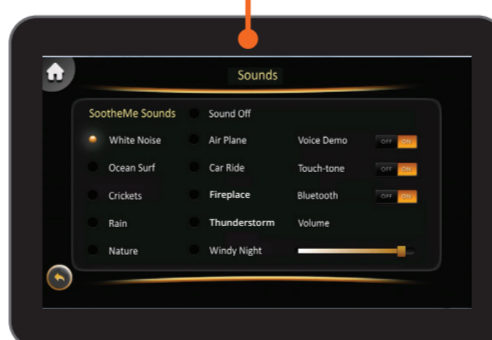 Sounds
SootheMe Sounds Sound Off
White Noise Air Plane Voice Demo OFF ON
Ocean Surf Car Ride Touch-tone OFF ON
Crickets Fireplace Bluetooth OFF ON
Rain Thunderstorm Volume
Nature Windy Night